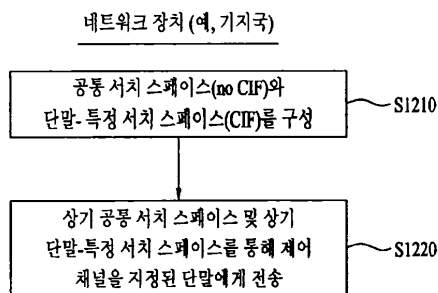 네트워크 장치 (예, 기지국)
공통 서치 스페이스(no CIF)와
단말- 특정 서치 스페이스(CIF)를 구성
S1210
상기 공통 서치 스페이스 및 상기
단말-특정 서치 스페이스를 통해 제어
채널을 지정된 단말에게 전송
S1220